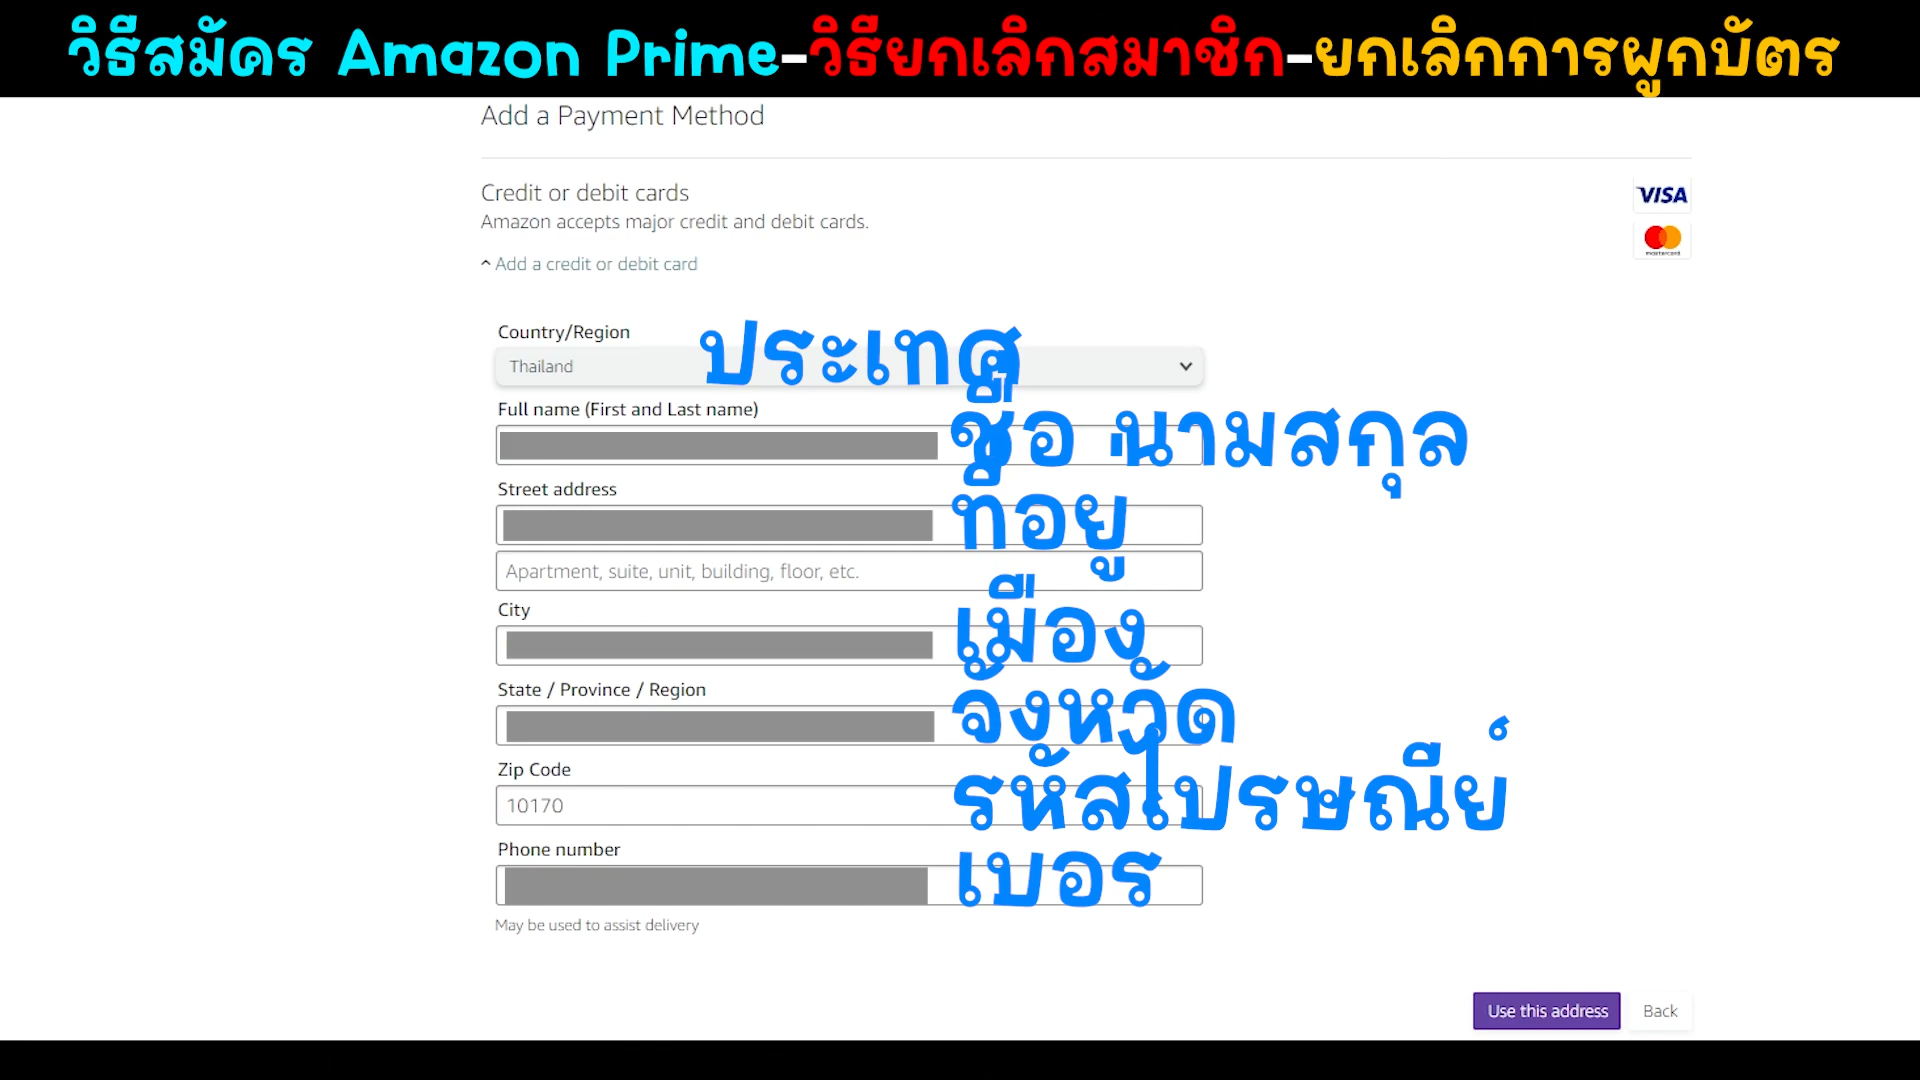 วิธีสมัคร Amazon Prime-วิธียกเลิกสมาชิก-ยกเลิกการผูกบัตร
Add a Payment Method
Credit or debit cards
VISA
Amazon accepts major credit and debit cards.
mastercard
Add a credit or debit card
Country/Region
Thailand ประเทศ
Full name (First and Last name)
ชื่อ นามสกุล
Street address
ที่อยู่
Apartment, suite, unit, building, floor, etc.
City
เมือง
State / Province / Region
จังหวัด
Zip Code
10170 รหัสไปรษณีย์
Phone number
เบอร
May be used to assist delivery
Use this address Back